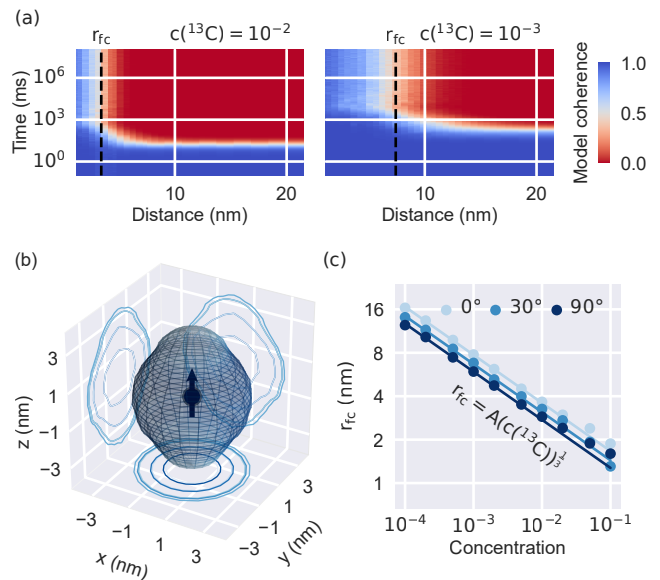 (a)
r_fc c(¹³C) = 10⁻² r_fc c(¹³C) = 10⁻³
Time (ms)
10⁶
10³
10⁰
10 20 10 20
Distance (nm) Distance (nm)
Model coherence
1.0
0.5
0.0
(b)
z (nm)
3
1
−1
−3
−3 −1 1 3
x (nm)
−3 −1 1 3
y (nm)
(c)
0° 30° 90°
r_fc (nm)
16
8
4
2
1
r_fc = A(c(¹³C))^⅓
10⁻⁴ 10⁻³ 10⁻² 10⁻¹
Concentration